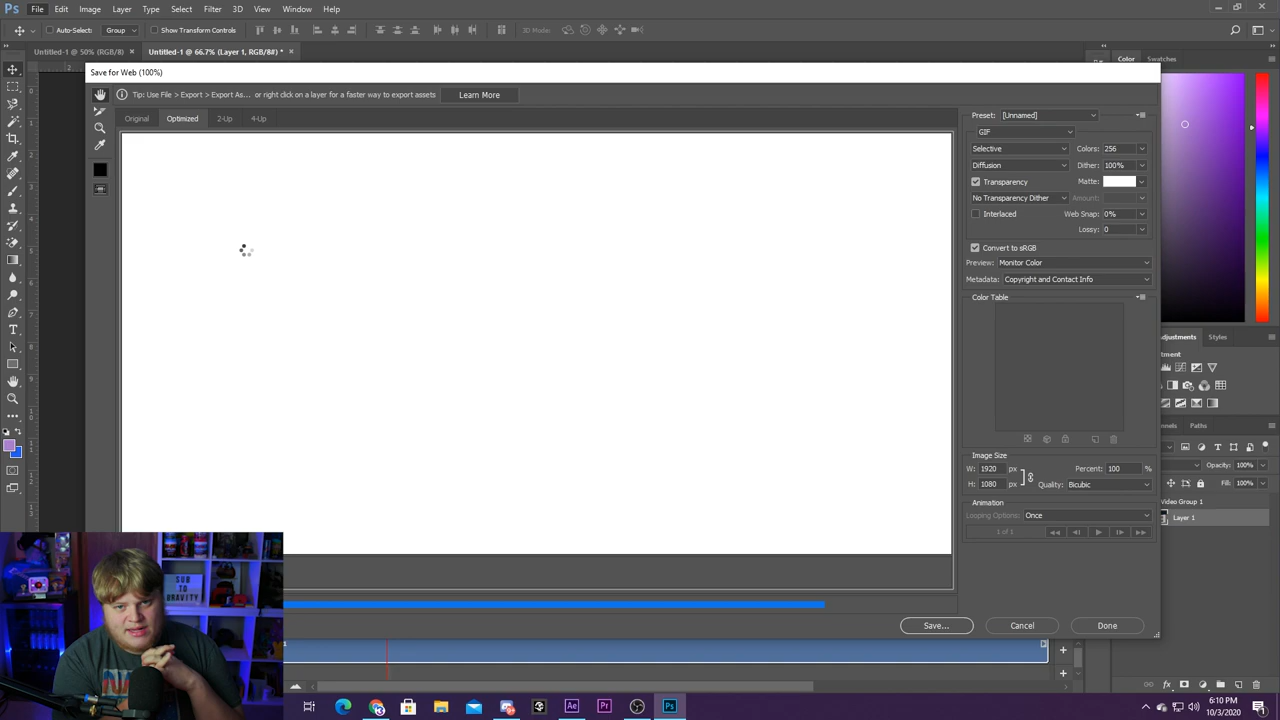 Ps File Edit Image Layer Type Select Filter 3D View Window Help
Auto-Select: Group Show Transform Controls 3D Mode:
Untitled-1 @ 50% (RGB/8) × Untitled-1 @ 66.7% (Layer 1, RGB/8#) * ×
Save for Web (100%)
Color Swatches
Tip: Use File > Export > Export As... or right click on a layer for a faster way to export assets Learn More
Original Optimized 2-Up 4-Up
Preset: [Unnamed]
GIF
Selective Colors: 256
Diffusion Dither: 100%
Transparency Matte:
No Transparency Dither Amount:
Interlaced Web Snap: 0%
Lossy: 0
Convert to sRGB
Preview: Monitor Color
Metadata: Copyright and Contact Info
Color Table
Image Size
W: 1920 px Percent: 100 %
H: 1080 px Quality: Bicubic
Animation
Looping Options: Once
1 of 1
Save... Cancel Done
djustments Styles
tment
nnels Paths
Opacity: 100%
Fill: 100%
Video Group 1
Layer 1
SUB
TO
BRAVITY
6:10 PM
10/3/2020